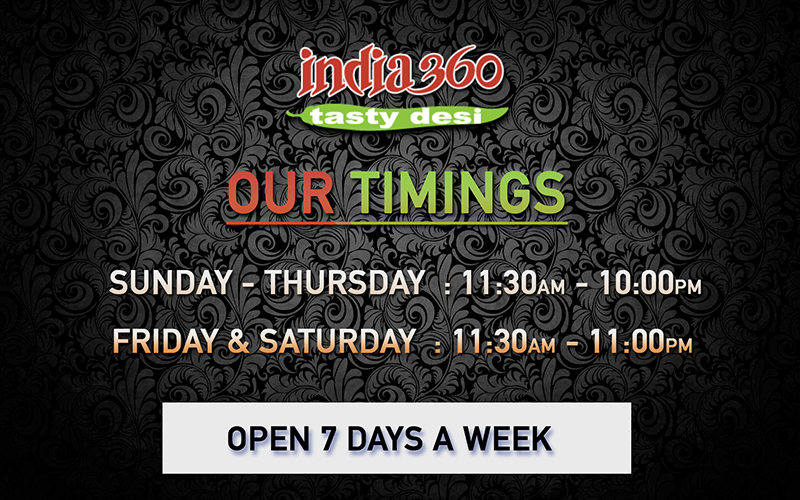 india360
tasty desi
OUR TIMINGS
SUNDAY - THURSDAY : 11:30AM - 10:00PM
FRIDAY & SATURDAY : 11:30AM - 11:00PM
OPEN 7 DAYS A WEEK